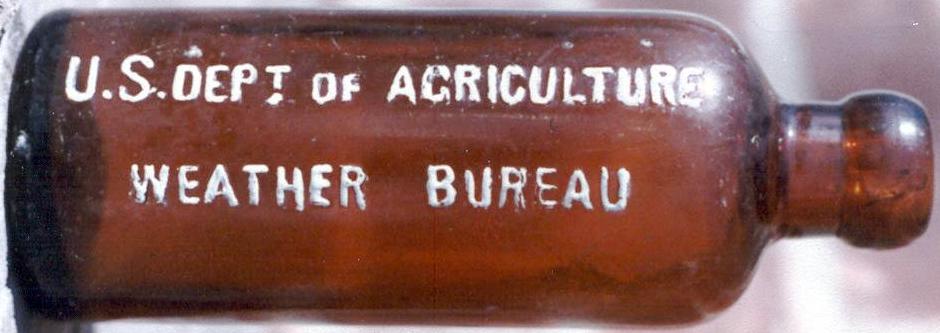 U.S. DEPT OF AGRICULTURE
WEATHER BUREAU